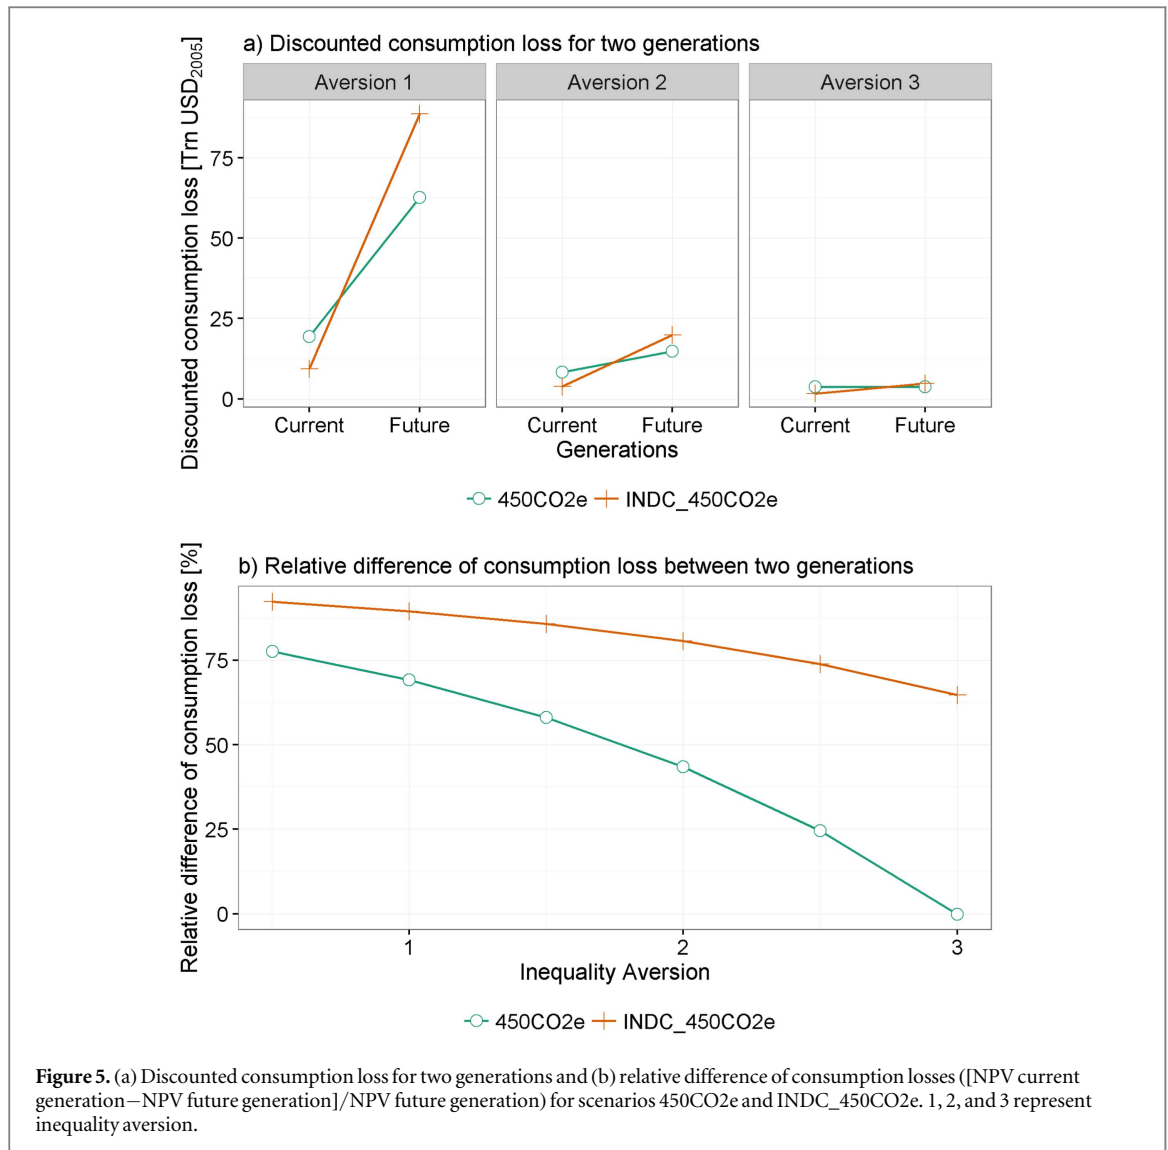 a) Discounted consumption loss for two generations
Discounted consumption loss [Trn USD2005]
Aversion 1
Aversion 2
Aversion 3
75
50
25
0
Current
Future
Current
Future
Current
Future
Generations
450CO2e
INDC_450CO2e
b) Relative difference of consumption loss between two generations
Relative difference of consumption loss [%]
75
50
25
0
1
2
3
Inequality Aversion
450CO2e
INDC_450CO2e
Figure 5. (a) Discounted consumption loss for two generations and (b) relative difference of consumption losses ([NPV current
generation−NPV future generation]/NPV future generation) for scenarios 450CO2e and INDC_450CO2e. 1, 2, and 3 represent
inequality aversion.